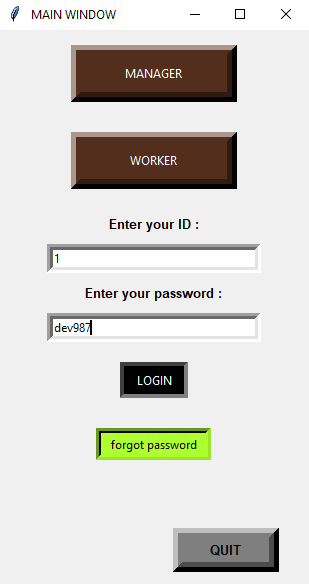 MAIN WINDOW
MANAGER
WORKER
Enter your ID :
1
Enter your password :
dev987
LOGIN
forgot password
QUIT